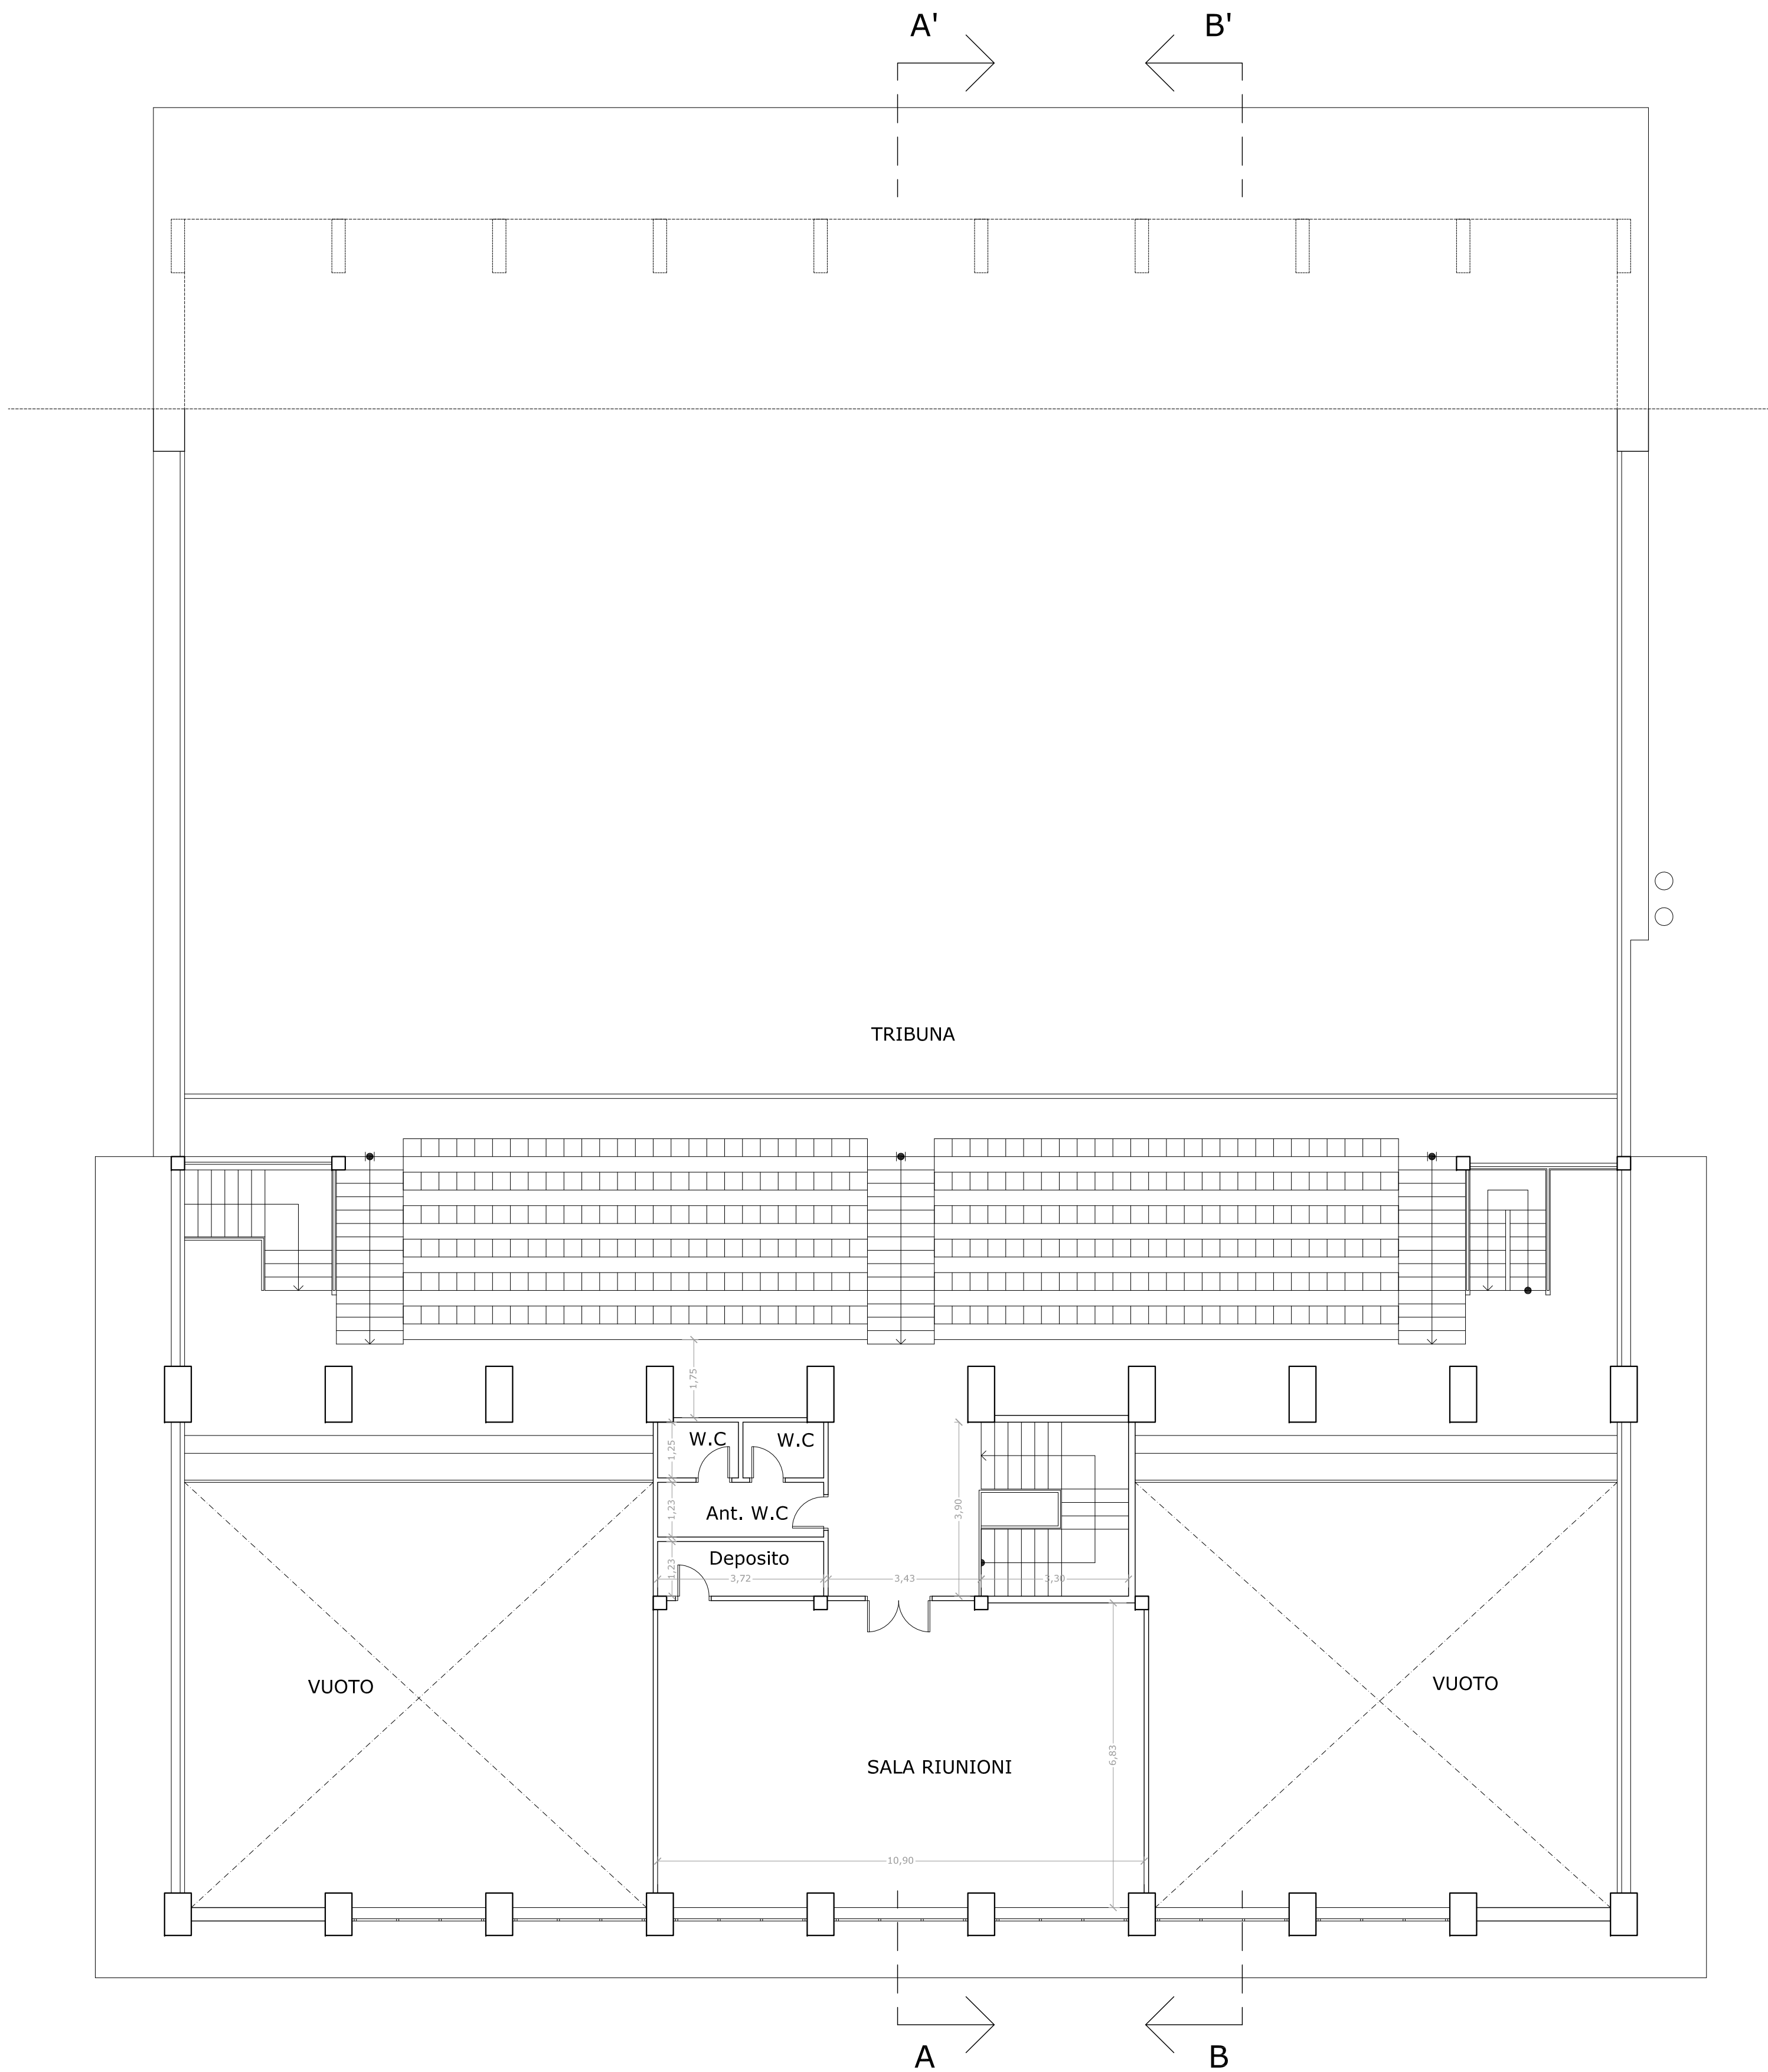 A' B'
TRIBUNA
1,75
W.C W.C
1,25
Ant. W.C
1,23
3,90
Deposito
1,23
3,72 3,43 3,30
VUOTO
VUOTO
6,83
SALA RIUNIONI
10,90
A B